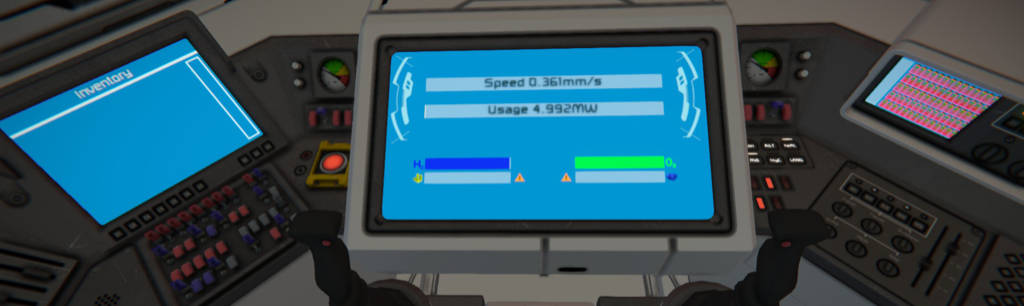 Inventory
Speed 0.361mm/s
Usage 4.992MW
H₂
O₂